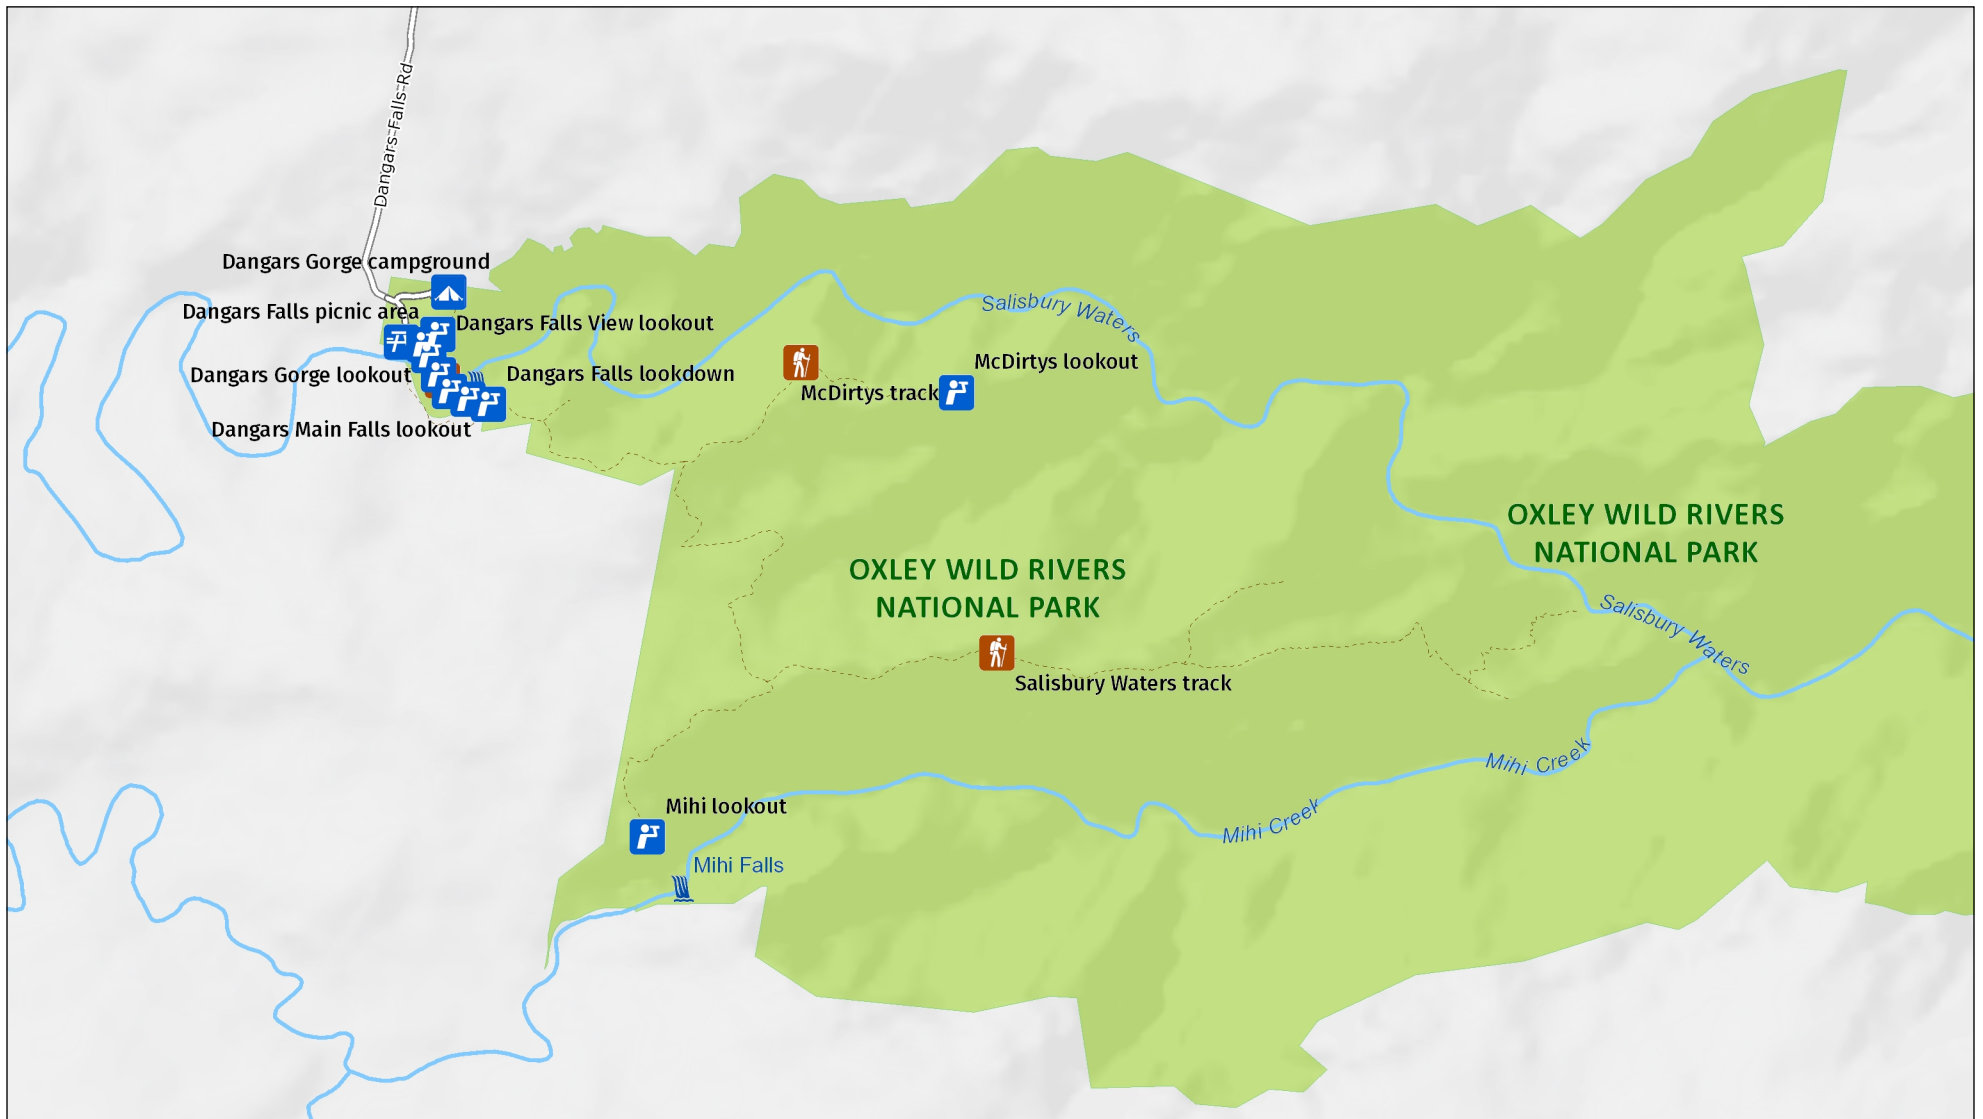 Dangars-Falls-Rd
Dangars Gorge campground
Dangars Falls picnic area
Dangars Falls View lookout
Salisbury Waters
McDirtys lookout
Dangars Gorge lookout
Dangars Falls lookdown
McDirtys track
Dangars Main Falls lookout
OXLEY WILD RIVERS
NATIONAL PARK
OXLEY WILD RIVERS
NATIONAL PARK
Salisbury Waters
Salisbury Waters track
Mihi Creek
Mihi lookout
Mihi Creek
Mihi Falls